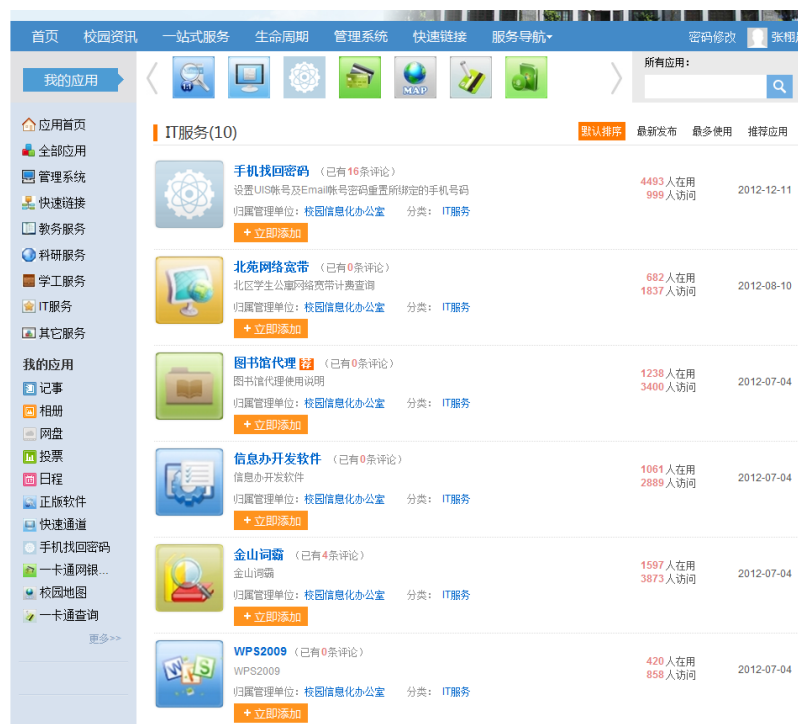 首页 校园资讯 一站式服务 生命周期 管理系统 快速链接 服务导航 密码修改
我的应用
MAP
所有应用:
应用首页
全部应用
管理系统
快速链接
教务服务
科研服务
学工服务
IT服务
其它服务
我的应用
记事
相册
网盘
投票
日程
正版软件
快速通道
手机找回密码
一卡通网银...
校园地图
一卡通查询
更多>>
IT服务(10)
默认排序 最新发布 最多使用 推荐应用
手机找回密码 (已有16条评论)
设置UIS帐号及Email帐号密码重置所绑定的手机号码
归属管理单位: 校园信息化办公室 分类: IT服务
+ 立即添加
4493人在用
999人访问
2012-12-11
北苑网络宽带 (已有0条评论)
北区学生公寓网络宽带计费查询
归属管理单位: 校园信息化办公室 分类: IT服务
+ 立即添加
682人在用
1837人访问
2012-08-10
图书馆代理 荐 (已有0条评论)
图书馆代理使用说明
归属管理单位: 校园信息化办公室 分类: IT服务
+ 立即添加
1238人在用
3400人访问
2012-07-04
信息办开发软件 (已有0条评论)
信息办开发软件
归属管理单位: 校园信息化办公室 分类: IT服务
+ 立即添加
1061人在用
2889人访问
2012-07-04
金山词霸 (已有4条评论)
金山词霸
归属管理单位: 校园信息化办公室 分类: IT服务
+ 立即添加
1597人在用
3873人访问
2012-07-04
WPS2009 (已有0条评论)
WPS2009
归属管理单位: 校园信息化办公室 分类: IT服务
+ 立即添加
420人在用
858人访问
2012-07-04